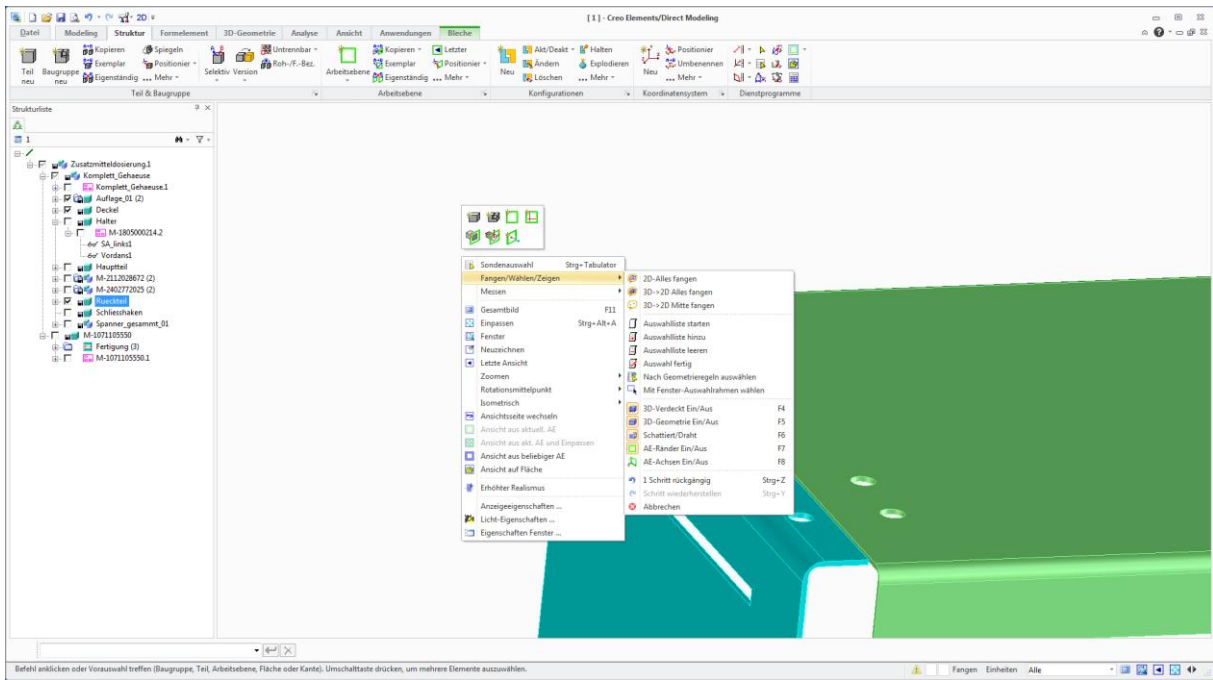 2D
[ 1 ] - Creo Elements/Direct Modeling
Datei Modeling Struktur Formelement 3D-Geometrie Analyse Ansicht Anwendungen Bleche
Kopieren Spiegeln Untrennbar Kopieren Letzter Akt/Deakt Halten Positionier
Exemplar Positionier Roh-/F.-Bez. Exemplar Positionier Ändern Explodieren Umbenennen
Teil neu Baugruppe neu Eigenständig ... Mehr Selektiv Version Arbeitsebene Eigenständig ... Mehr Neu Löschen ... Mehr Neu ... Mehr
Teil & Baugruppe Arbeitsebene Konfigurationen Koordinatensystem Dienstprogramme
Strukturliste
1
Zusatzmitteldosierung.1
Komplett_Gehaeuse
Komplett_Gehaeuse.1
Auflage_01 (2)
Deckel
Halter
M-1805000214.2
SA_links1
Vordans1
Hauptteil
M-2112028672 (2)
M-2402772025 (2)
Rueckteil
Schliesshaken
Spanner_gesammt_01
M-1071105550
Fertigung (3)
M-1071105550.1
Sondenauswahl Strg+Tabulator
Fangen/Wählen/Zeigen
Messen
Gesamtbild F11
Einpassen Strg+Alt+A
Fenster
Neuzeichnen
Letzte Ansicht
Zoomen
Rotationsmittelpunkt
Isometrisch
Ansichtsseite wechseln
Ansicht aus aktuell. AE
Ansicht aus akt. AE und Einpassen
Ansicht aus beliebiger AE
Ansicht auf Fläche
Erhöhter Realismus
Anzeigeeigenschaften ...
Licht-Eigenschaften ...
Eigenschaften Fenster ...
2D-Alles fangen
3D->2D Alles fangen
3D->2D Mitte fangen
Auswahlliste starten
Auswahlliste hinzu
Auswahlliste leeren
Auswahl fertig
Nach Geometrieregeln auswählen
Mit Fenster-Auswahlrahmen wählen
3D-Verdeckt Ein/Aus F4
3D-Geometrie Ein/Aus F5
Schattiert/Draht F6
AE-Ränder Ein/Aus F7
AE-Achsen Ein/Aus F8
1 Schritt rückgängig Strg+Z
Schritt wiederherstellen Strg+Y
Abbrechen
Befehl anklicken oder Vorauswahl treffen (Baugruppe, Teil, Arbeitsebene, Fläche oder Kante). Umschalttaste drücken, um mehrere Elemente auszuwählen. Fangen Einheiten Alle